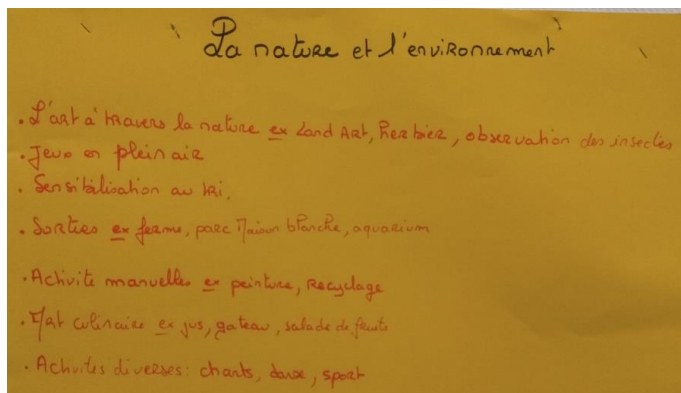 La nature et l'environnement
. L'art à travers la nature ex Land Art, herbier, observation des insectes
. Jeux en plein air
. Sensibilisation au tri.
. Sorties ex ferme, parc Maison blanche, aquarium
. Activité manuelles ex peinture, recyclage
. Art culinaire ex jus, gateau, salade de fruits
. Activités diverses: chants, danse, sport